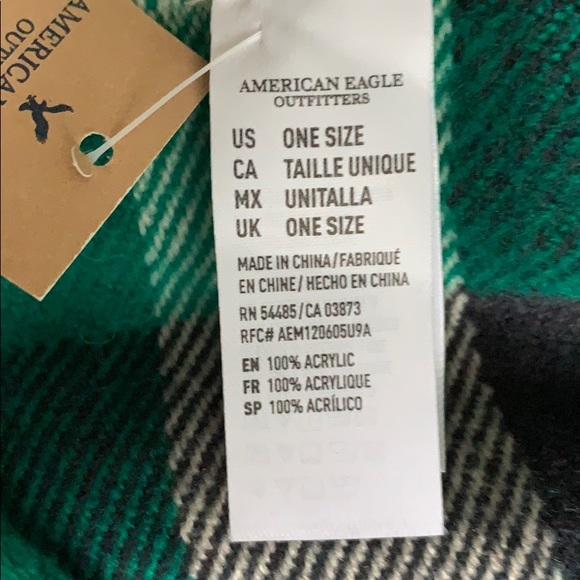 AMERICAN
OUT
AMERICAN EAGLE
OUTFITTERS
US ONE SIZE
CA TAILLE UNIQUE
MX UNITALLA
UK ONE SIZE
MADE IN CHINA/FABRIQUÉ
EN CHINE/HECHO EN CHINA
RN 54485/CA 03873
RFC# AEM120605U9A
EN 100% ACRYLIC
FR 100% ACRYLIQUE
SP 100% ACRÍLICO